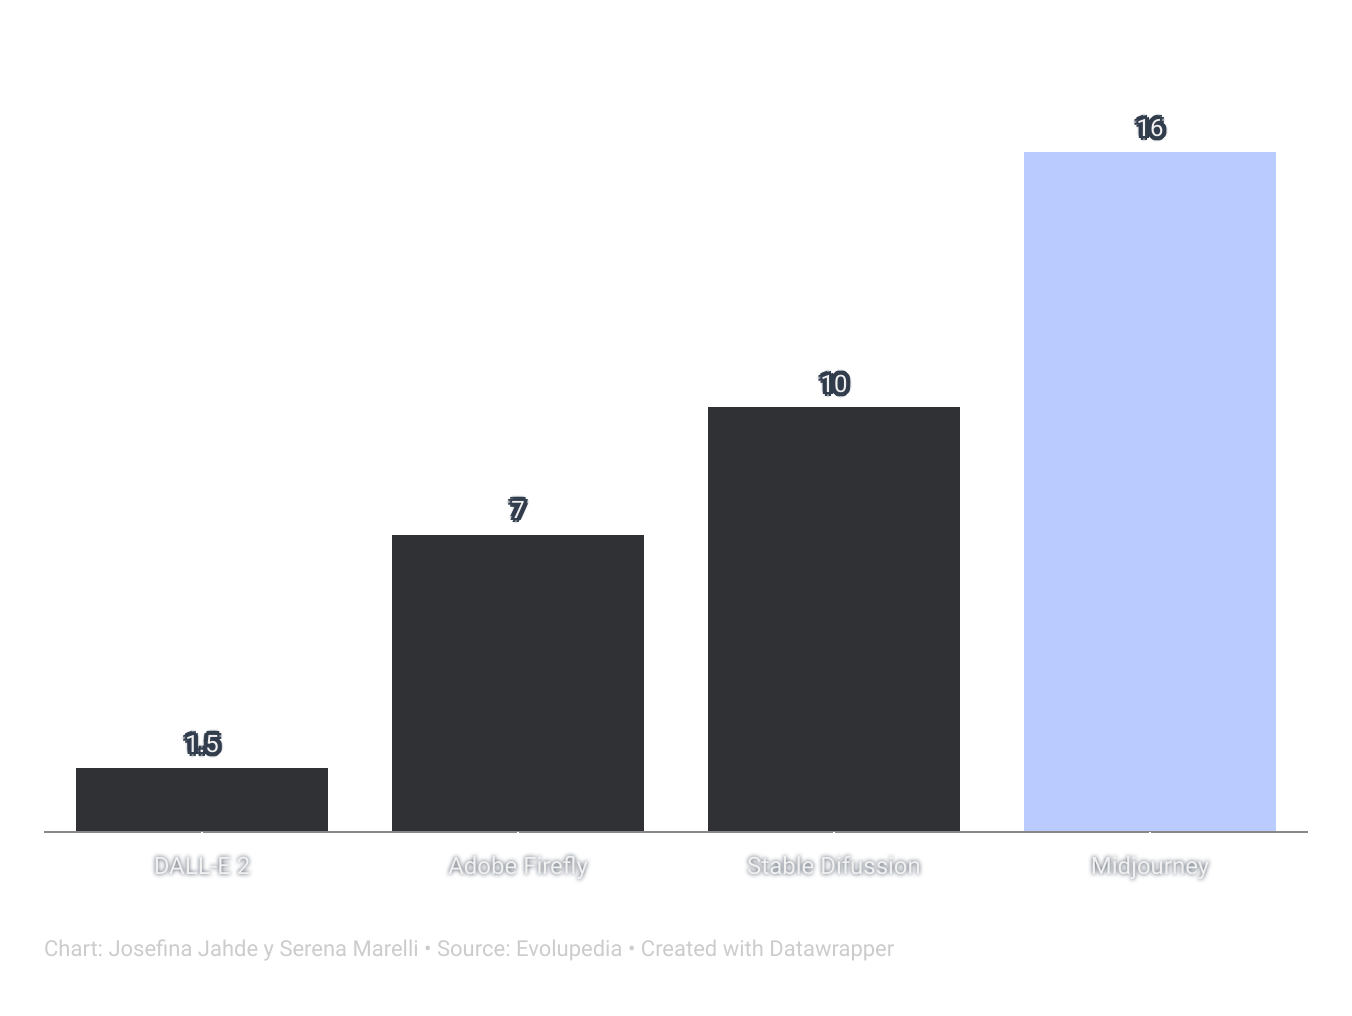 16
10
7
1.5
DALL-E 2
Adobe Firefly
Stable Difussion
Midjourney
Chart: Josefina Jahde y Serena Marelli • Source: Evolupedia • Created with Datawrapper